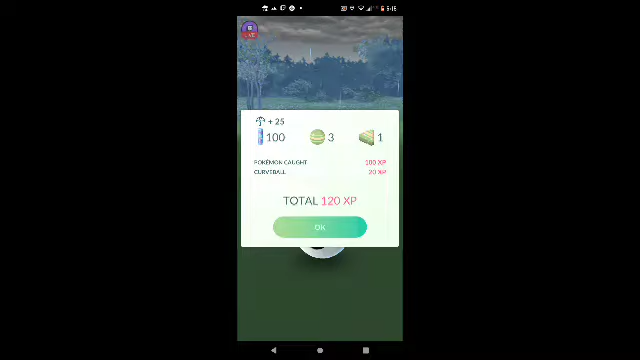 + 25
100
3
1
POKÉMON CAUGHT 100 XP
CURVEBALL 20 XP
TOTAL 120 XP
OK